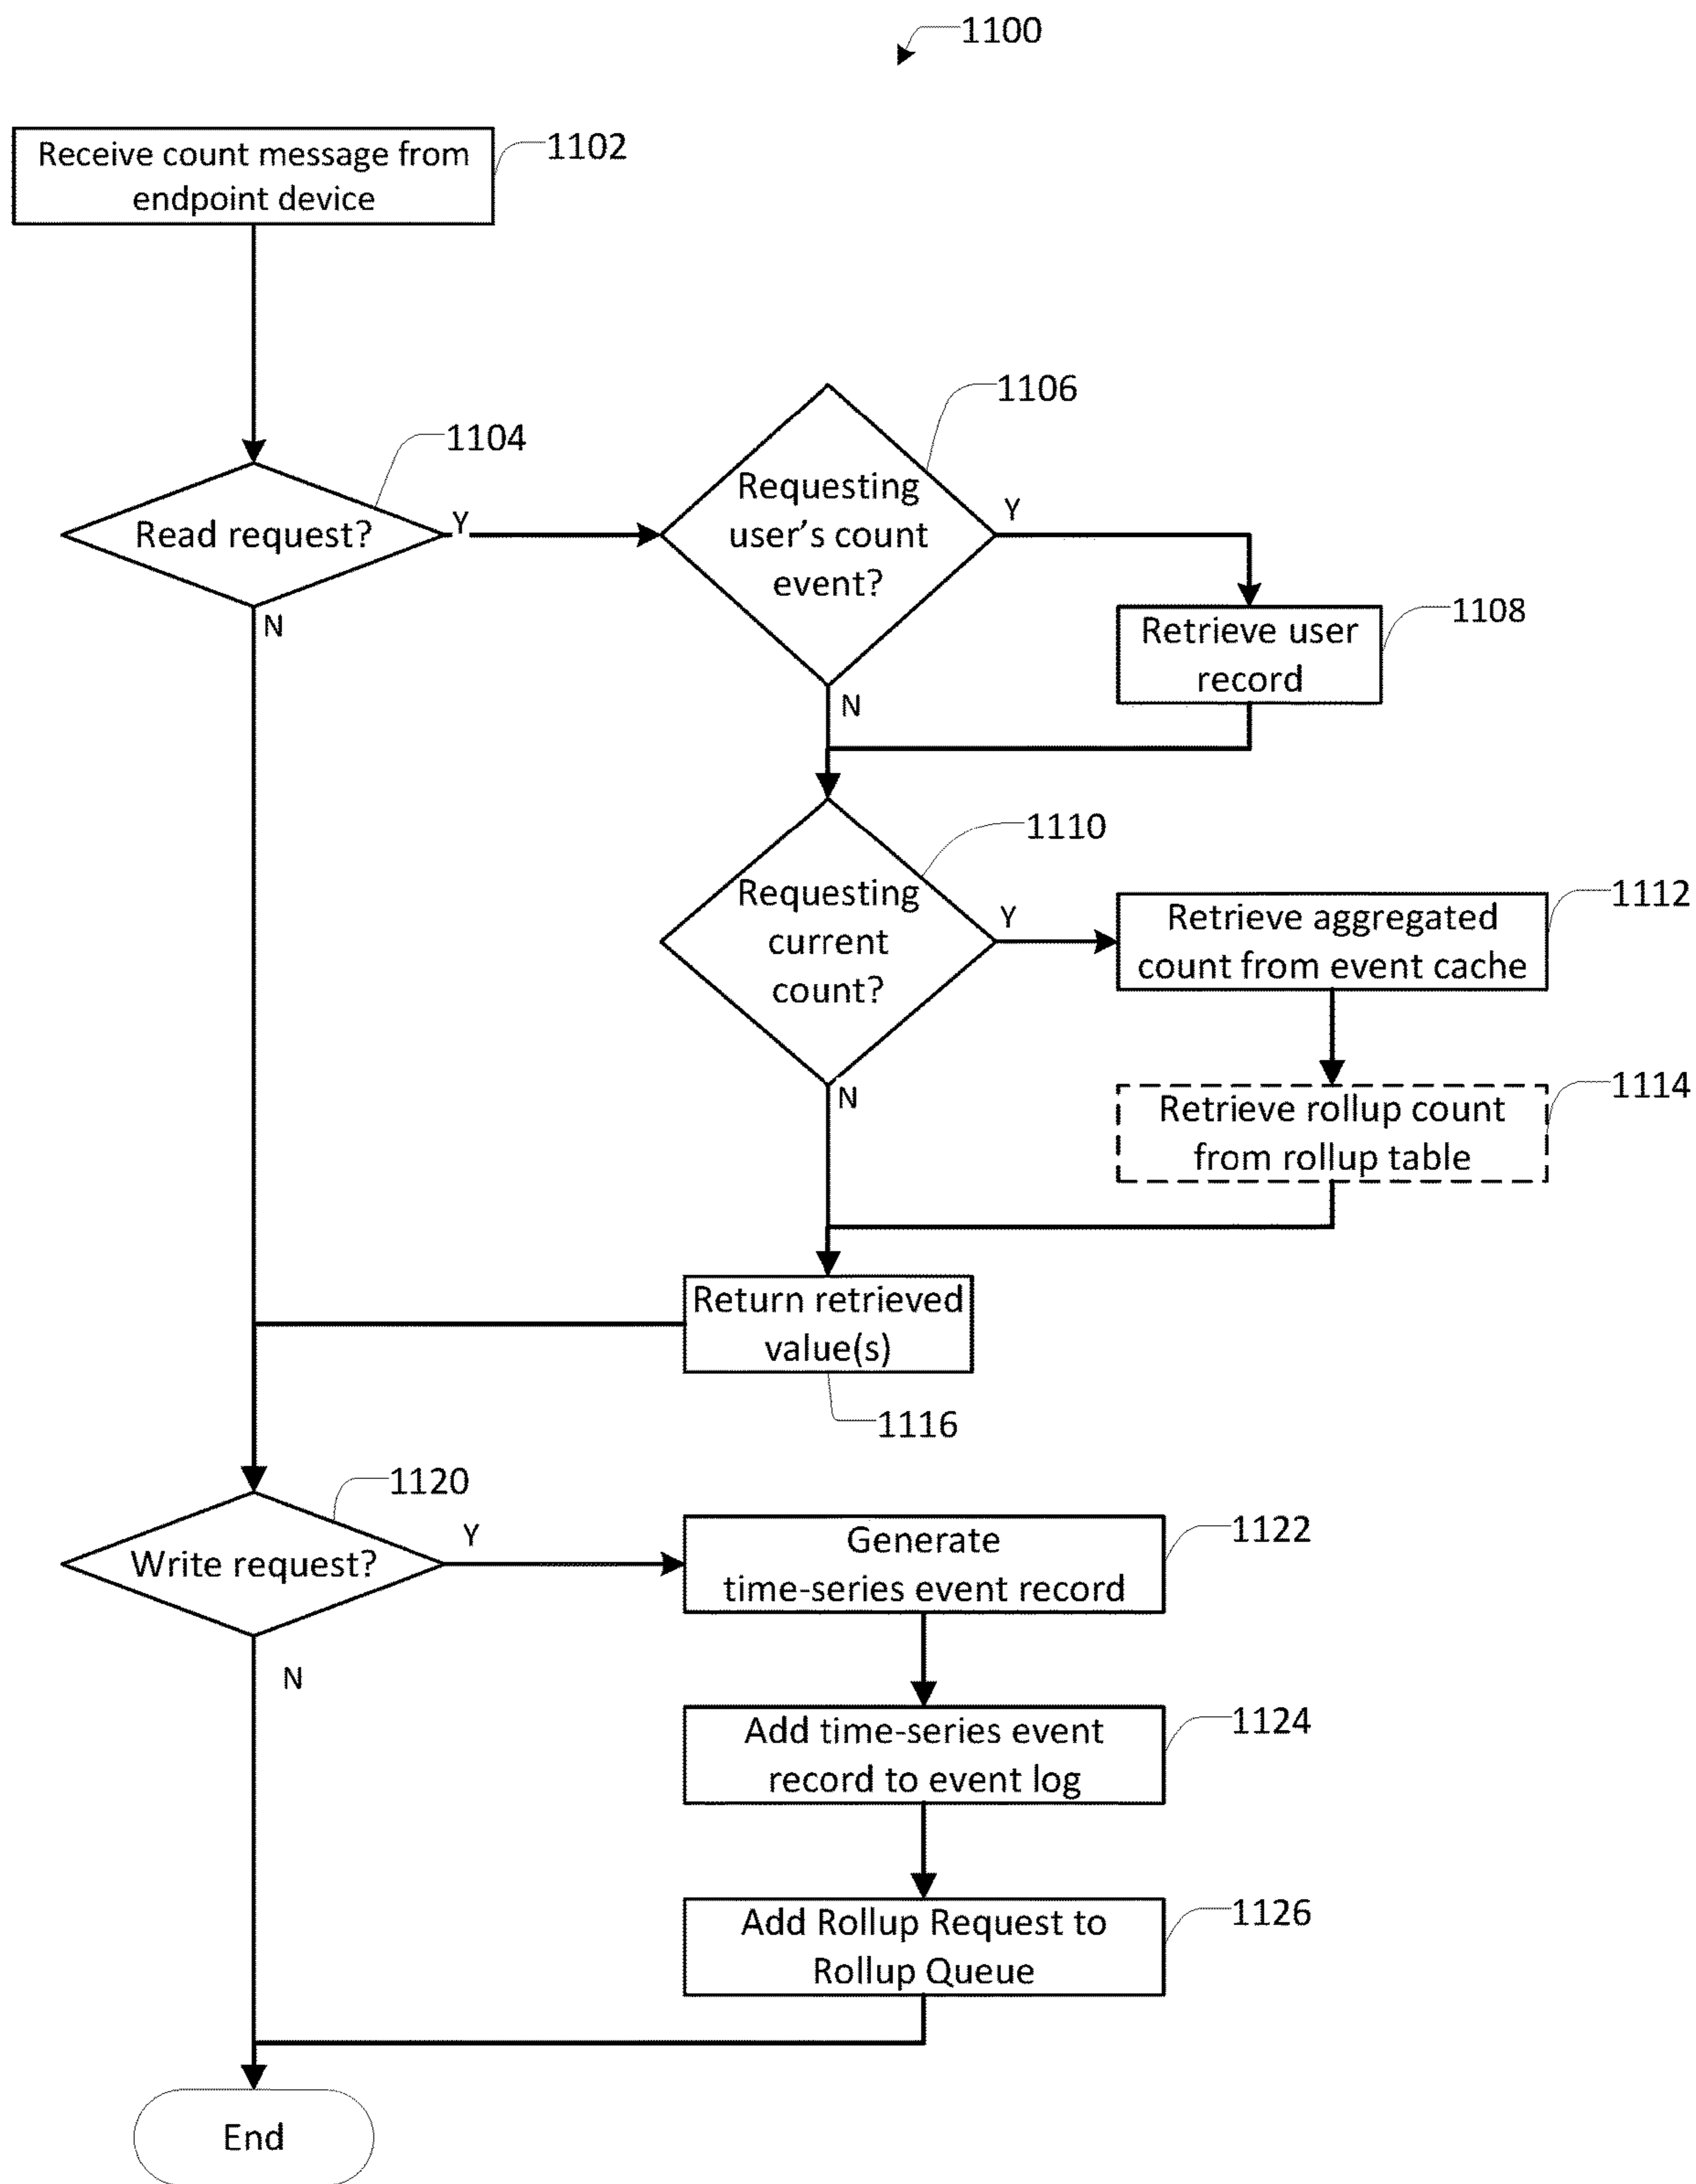 1100
Receive count message from
endpoint device
1102
1106
1104
Read request?
Y
N
Requesting
user's count
event?
Y
N
1108
Retrieve user
record
1110
Requesting
current
count?
Y
N
1112
Retrieve aggregated
count from event cache
1114
Retrieve rollup count
from rollup table
Return retrieved
value(s)
1116
1120
Write request?
Y
N
1122
Generate
time-series event record
1124
Add time-series event
record to event log
1126
Add Rollup Request to
Rollup Queue
End